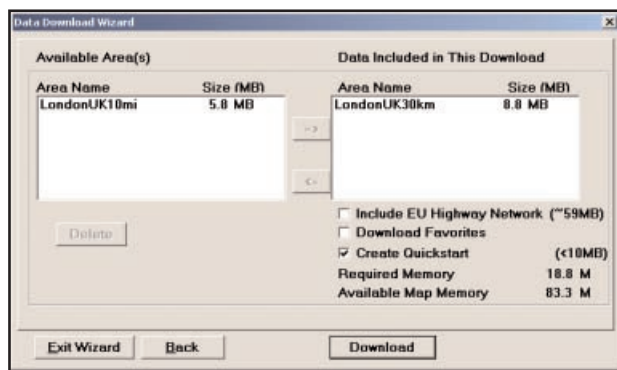 Data Download Wizard
Available Area(s)
Data Included in This Download
Area Name Size (MB)
LondonUK10mi 5.8 MB
Area Name Size (MB)
LondonUK30km 8.8 MB
-->
<-
Delete
Include EU Highway Network (~59MB)
Download Favorites
Create Quickstart (<10MB)
Required Memory 18.8 M
Available Map Memory 83.3 M
Exit Wizard
Back
Download